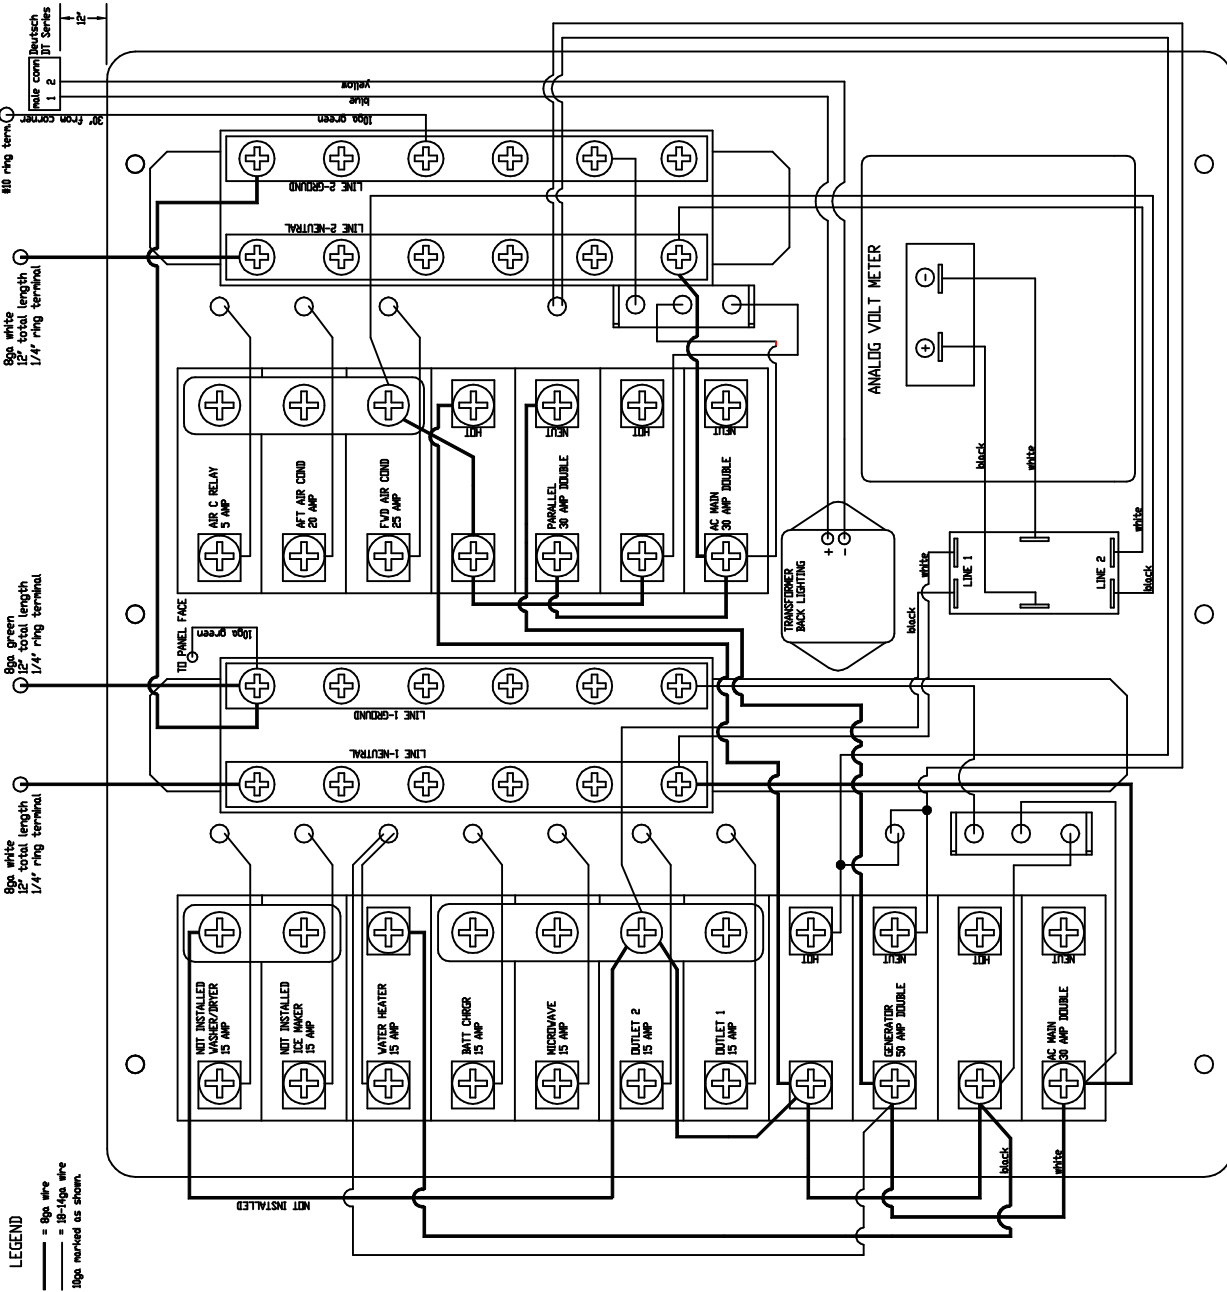 12"
Deutsch
DT Series
male conn
1 2
#10 ring term.
30" from corner
yellow
blue
10ga green
LINE 2-GROUND
LINE 2-NEUTRAL
8ga white
12" total length
1/4" ring terminal
ANALOG VOLT METER
-
+
black
white
AIR C RELAY
5 AMP
AFT AIR COND
20 AMP
FWD AIR COND
25 AMP
HOT
NEUT
PARALLEL
30 AMP DOUBLE
HOT
NEUT
AC MAIN
30 AMP DOUBLE
TRANSFORMER
BACK LIGHTING
+
-
LINE 1
LINE 2
white
black
white
black
8ga green
12" total length
1/4" ring terminal
TO PANEL FACE
10ga green
LINE 1-GROUND
LINE 1-NEUTRAL
8ga white
12" total length
1/4" ring terminal
NOT INSTALLED
WASHER/DRYER
15 AMP
NOT INSTALLED
ICE MAKER
15 AMP
WATER HEATER
15 AMP
BATT CHRGR
15 AMP
MICROWAVE
15 AMP
OUTLET 2
15 AMP
OUTLET 1
15 AMP
HOT
NEUT
GENERATOR
50 AMP DOUBLE
HOT
NEUT
AC MAIN
30 AMP DOUBLE
black
white
NOT INSTALLED
LEGEND
= 8ga wire
= 18-14ga wire
10ga marked as shown.